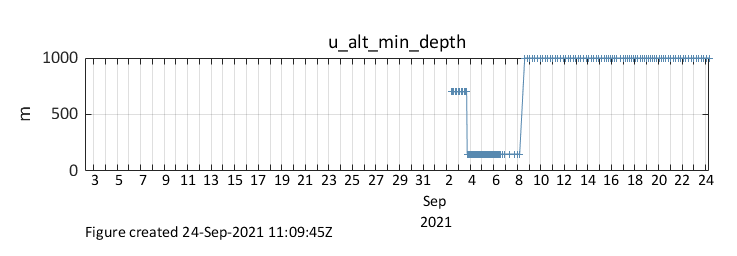 u_alt_min_depth
1000
500
0
m
3 5 7 9 11 13 15 17 19 21 23 25 27 29 31 2 4 6 8 10 12 14 16 18 20 22 24
Sep
2021
Figure created 24-Sep-2021 11:09:45Z